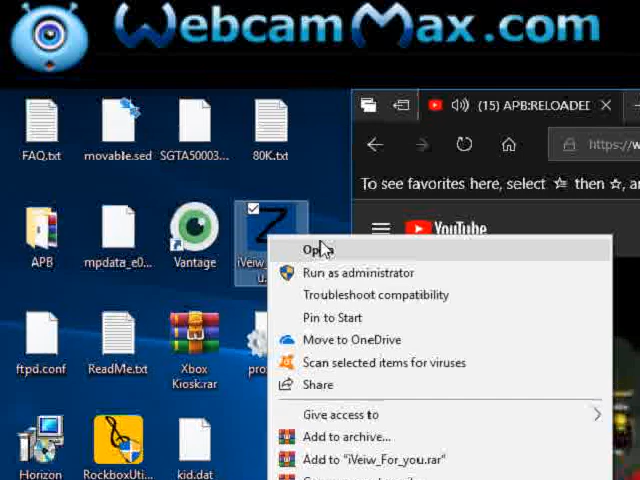 WebcamMax.com
(15) APB:RELOADED
https://w
To see favorites here, select ☆ then ☆, an
YouTube
FAQ.txt
movable.sed
SGTA50003...
80K.txt
APB
mpdata_e0...
Vantage
iVeiw_
u.
Open
Run as administrator
Troubleshoot compatibility
Pin to Start
Move to OneDrive
Scan selected items for viruses
Share
Give access to
Add to archive...
Add to "iVeiw_For_you.rar"
ftpd.conf
ReadMe.txt
Xbox
Kiosk.rar
Horizon
RockboxUti...
kid.dat